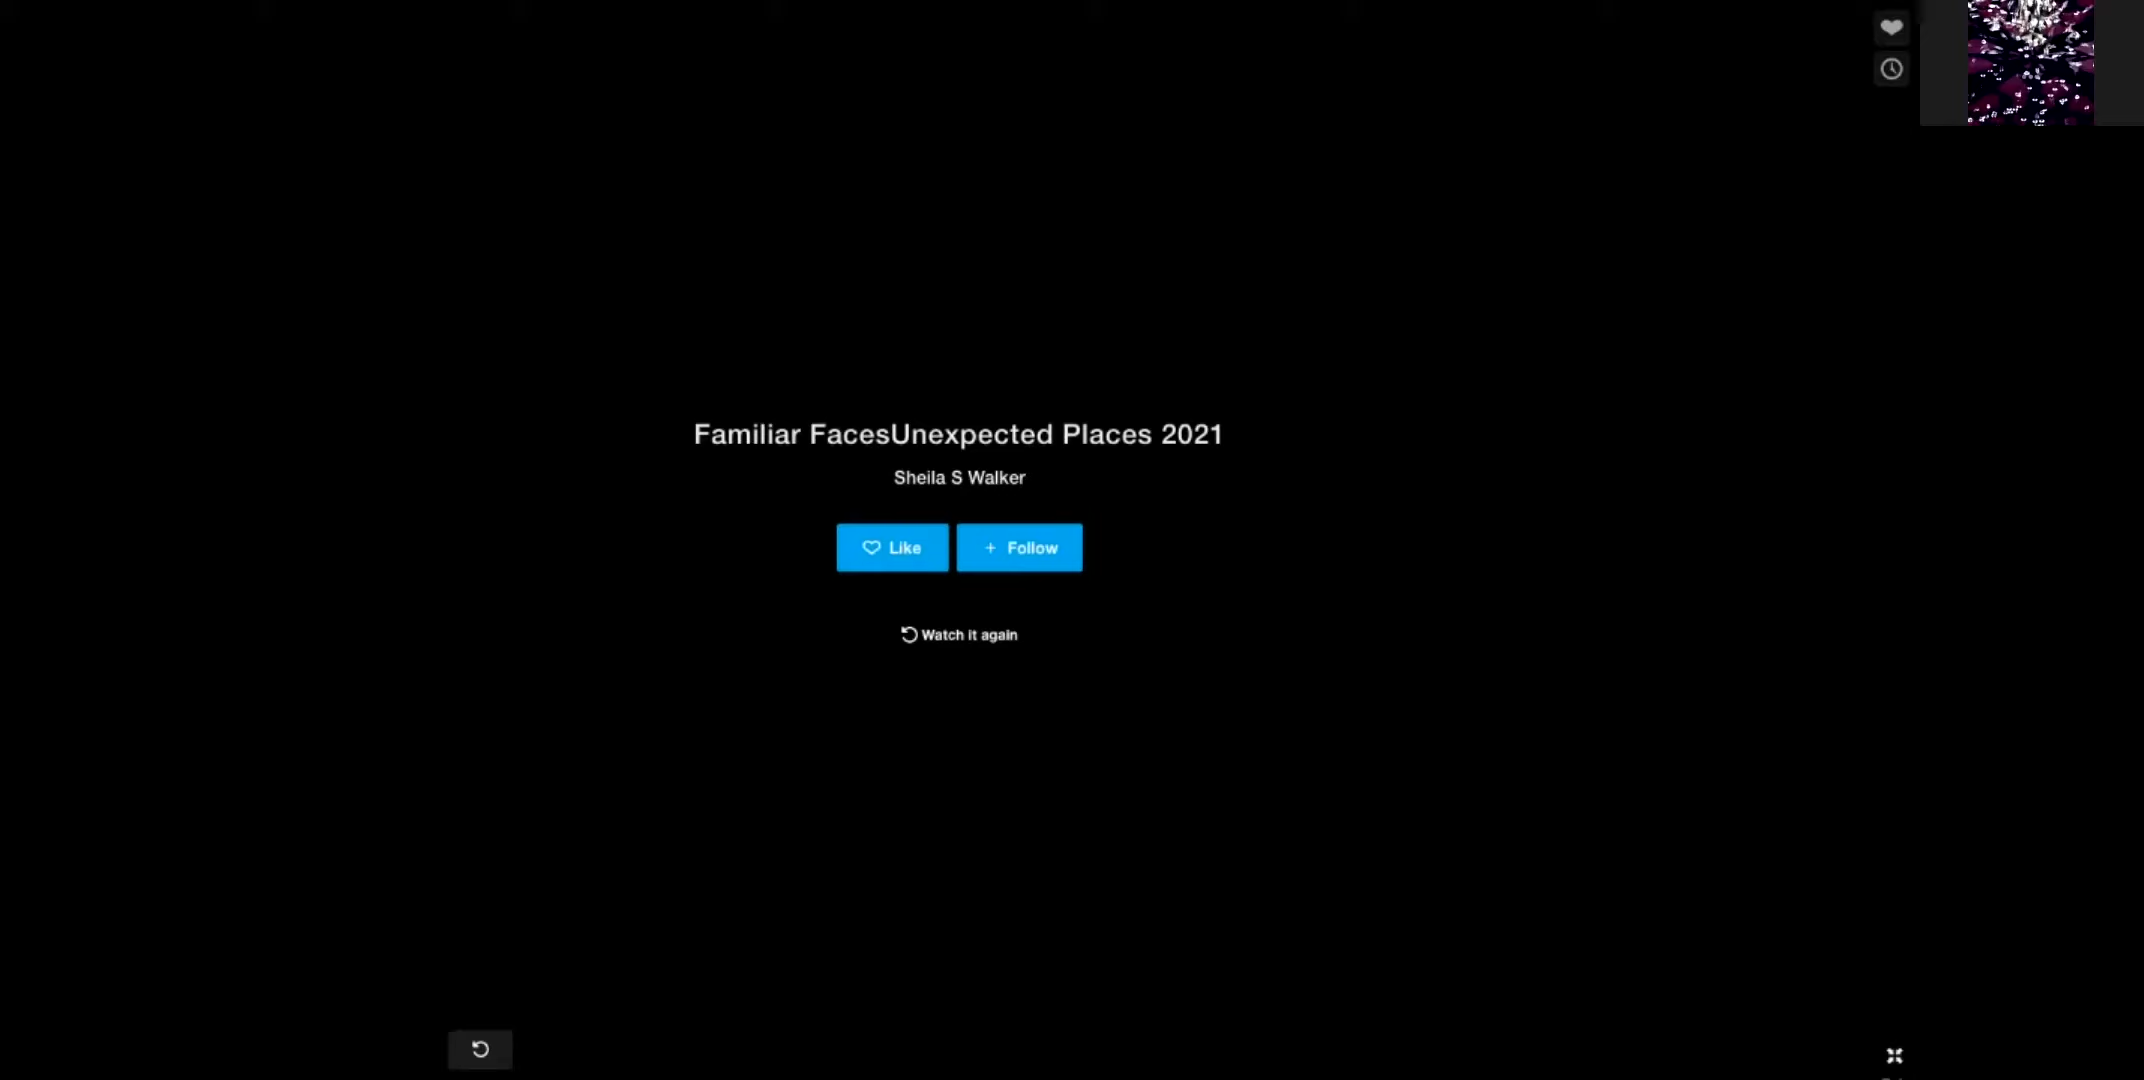 Familiar FacesUnexpected Places 2021
Sheila S Walker
Like
+ Follow
Watch it again